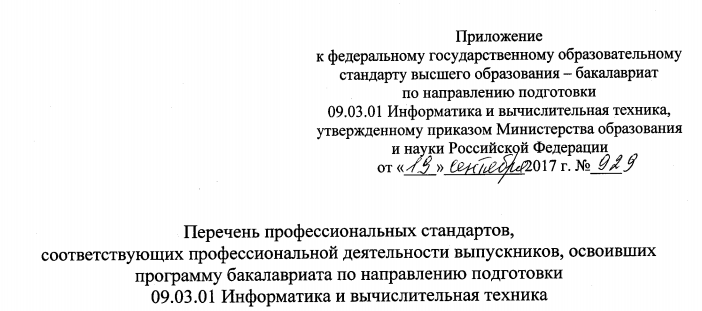 Приложение
к федеральному государственному образовательному
стандарту высшего образования – бакалавриат
по направлению подготовки
09.03.01 Информатика и вычислительная техника,
утвержденному приказом Министерства образования
и науки Российской Федерации
от «19» сентября 2017 г. № 929
Перечень профессиональных стандартов,
соответствующих профессиональной деятельности выпускников, освоивших
программу бакалавриата по направлению подготовки
09.03.01 Информатика и вычислительная техника